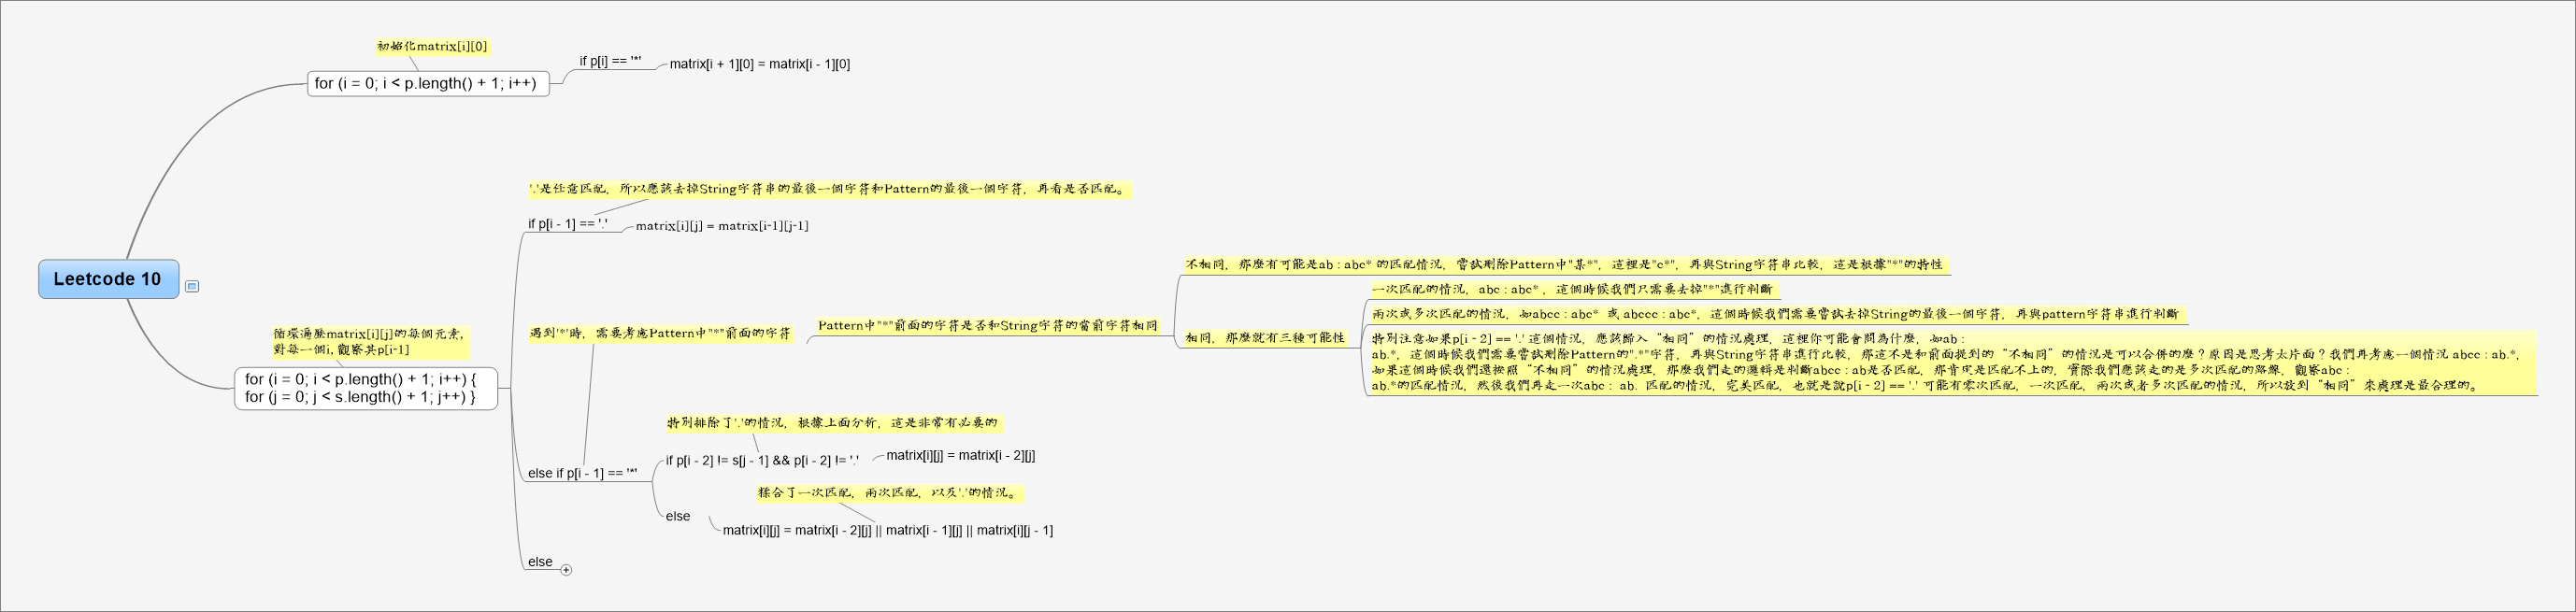 初始化matrix[i][0]
for (i = 0; i < p.length() + 1; i++)
if p[i] == '*'
matrix[i + 1][0] = matrix[i - 1][0]
Leetcode 10
循環遍歷matrix[i][j]的每個元素,
對每一個i, 觀察其p[i-1]
for (i = 0; i < p.length() + 1; i++) {
for (j = 0; j < s.length() + 1; j++) }
'.'是任意匹配，所以應該去掉String字符串的最後一個字符和Pattern的最後一個字符，再看是否匹配。
if p[i - 1] == '.'
matrix[i][j] = matrix[i-1][j-1]
遇到'*'時，需要考慮Pattern中"*"前面的字符
Pattern中"*"前面的字符是否和String字符的當前字符相同
不相同，那麼有可能是ab : abc* 的匹配情況，嘗試刪除Pattern中"某*"，這裡是"c*"，再與String字符串比較，這是根據"*"的特性
相同，那麼就有三種可能性
一次匹配的情況，abc : abc* ，這個時候我們只需要去掉"*"進行判斷
兩次或多次匹配的情況，如abcc : abc* 或 abccc : abc*，這個時候我們需要嘗試去掉String的最後一個字符，再與pattern字符串進行判斷
特別注意如果p[i - 2] == '.' 這個情況，應該歸入“相同”的情況處理，這裡你可能會問為什麼，如ab :
ab.*，這個時候我們需要嘗試刪除Pattern的".*"字符，再與String字符串進行比較，那這不是和前面提到的“不相同”的情況是可以合併的麼？原因是思考太片面？我們再考慮一個情況 abcc : ab.*，
如果這個時候我們還按照“不相同”的情況處理，那麼我們走的邏輯是判斷abcc : ab是否匹配，那肯定是匹配不上的，實際我們應該走的是多次匹配的路線，觀察abc :
ab.*的匹配情況，然後我們再走一次abc : ab. 匹配的情況，完美匹配，也就是說p[i - 2] == '.' 可能有零次匹配，一次匹配，兩次或者多次匹配的情況，所以放到“相同”來處理是最合理的。
else if p[i - 1] == '*'
特別排除了'.'的情況，根據上面分析，這是非常有必要的
if p[i - 2] != s[j - 1] && p[i - 2] != '.'
matrix[i][j] = matrix[i - 2][j]
糅合了一次匹配，兩次匹配，以及'.'的情況。
else
matrix[i][j] = matrix[i - 2][j] || matrix[i - 1][j] || matrix[i][j - 1]
else